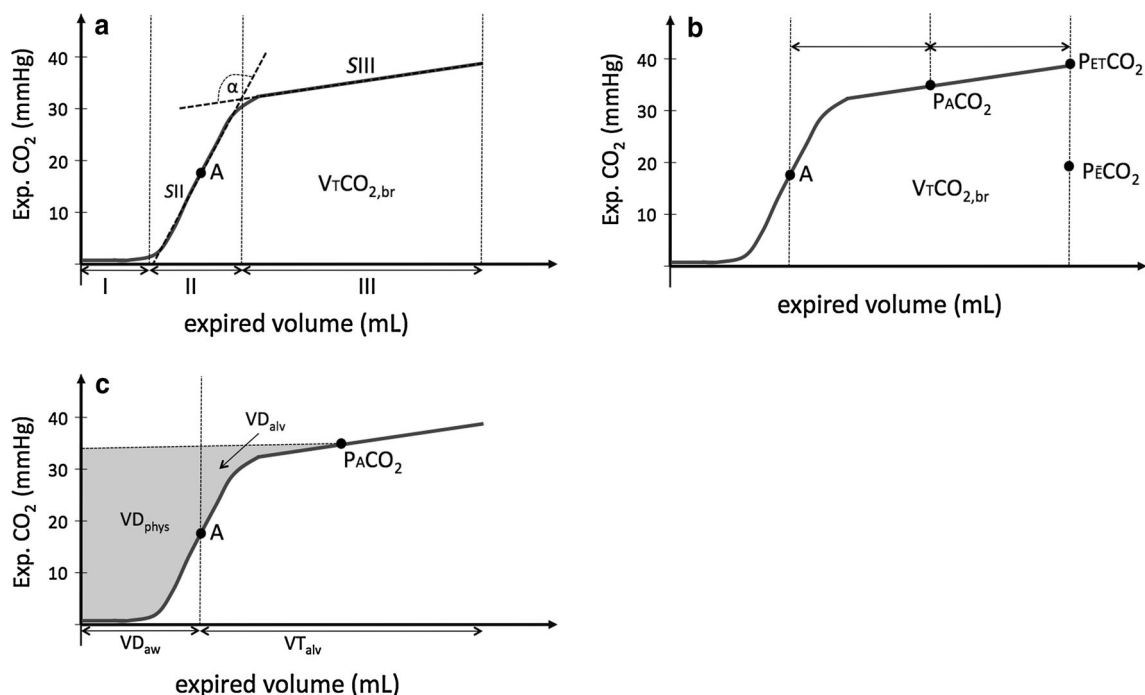 a
Exp. CO₂ (mmHg)
40
30
20
10
SIII
α
SII
A
VTCO₂,br
I II III
expired volume (mL)
b
Exp. CO₂ (mmHg)
40
30
20
10
PETCO₂
PACO₂
PĒCO₂
A
VTCO₂,br
expired volume (mL)
c
Exp. CO₂ (mmHg)
40
30
20
10
VDalv
PACO₂
VDphys
A
VDaw VTalv
expired volume (mL)